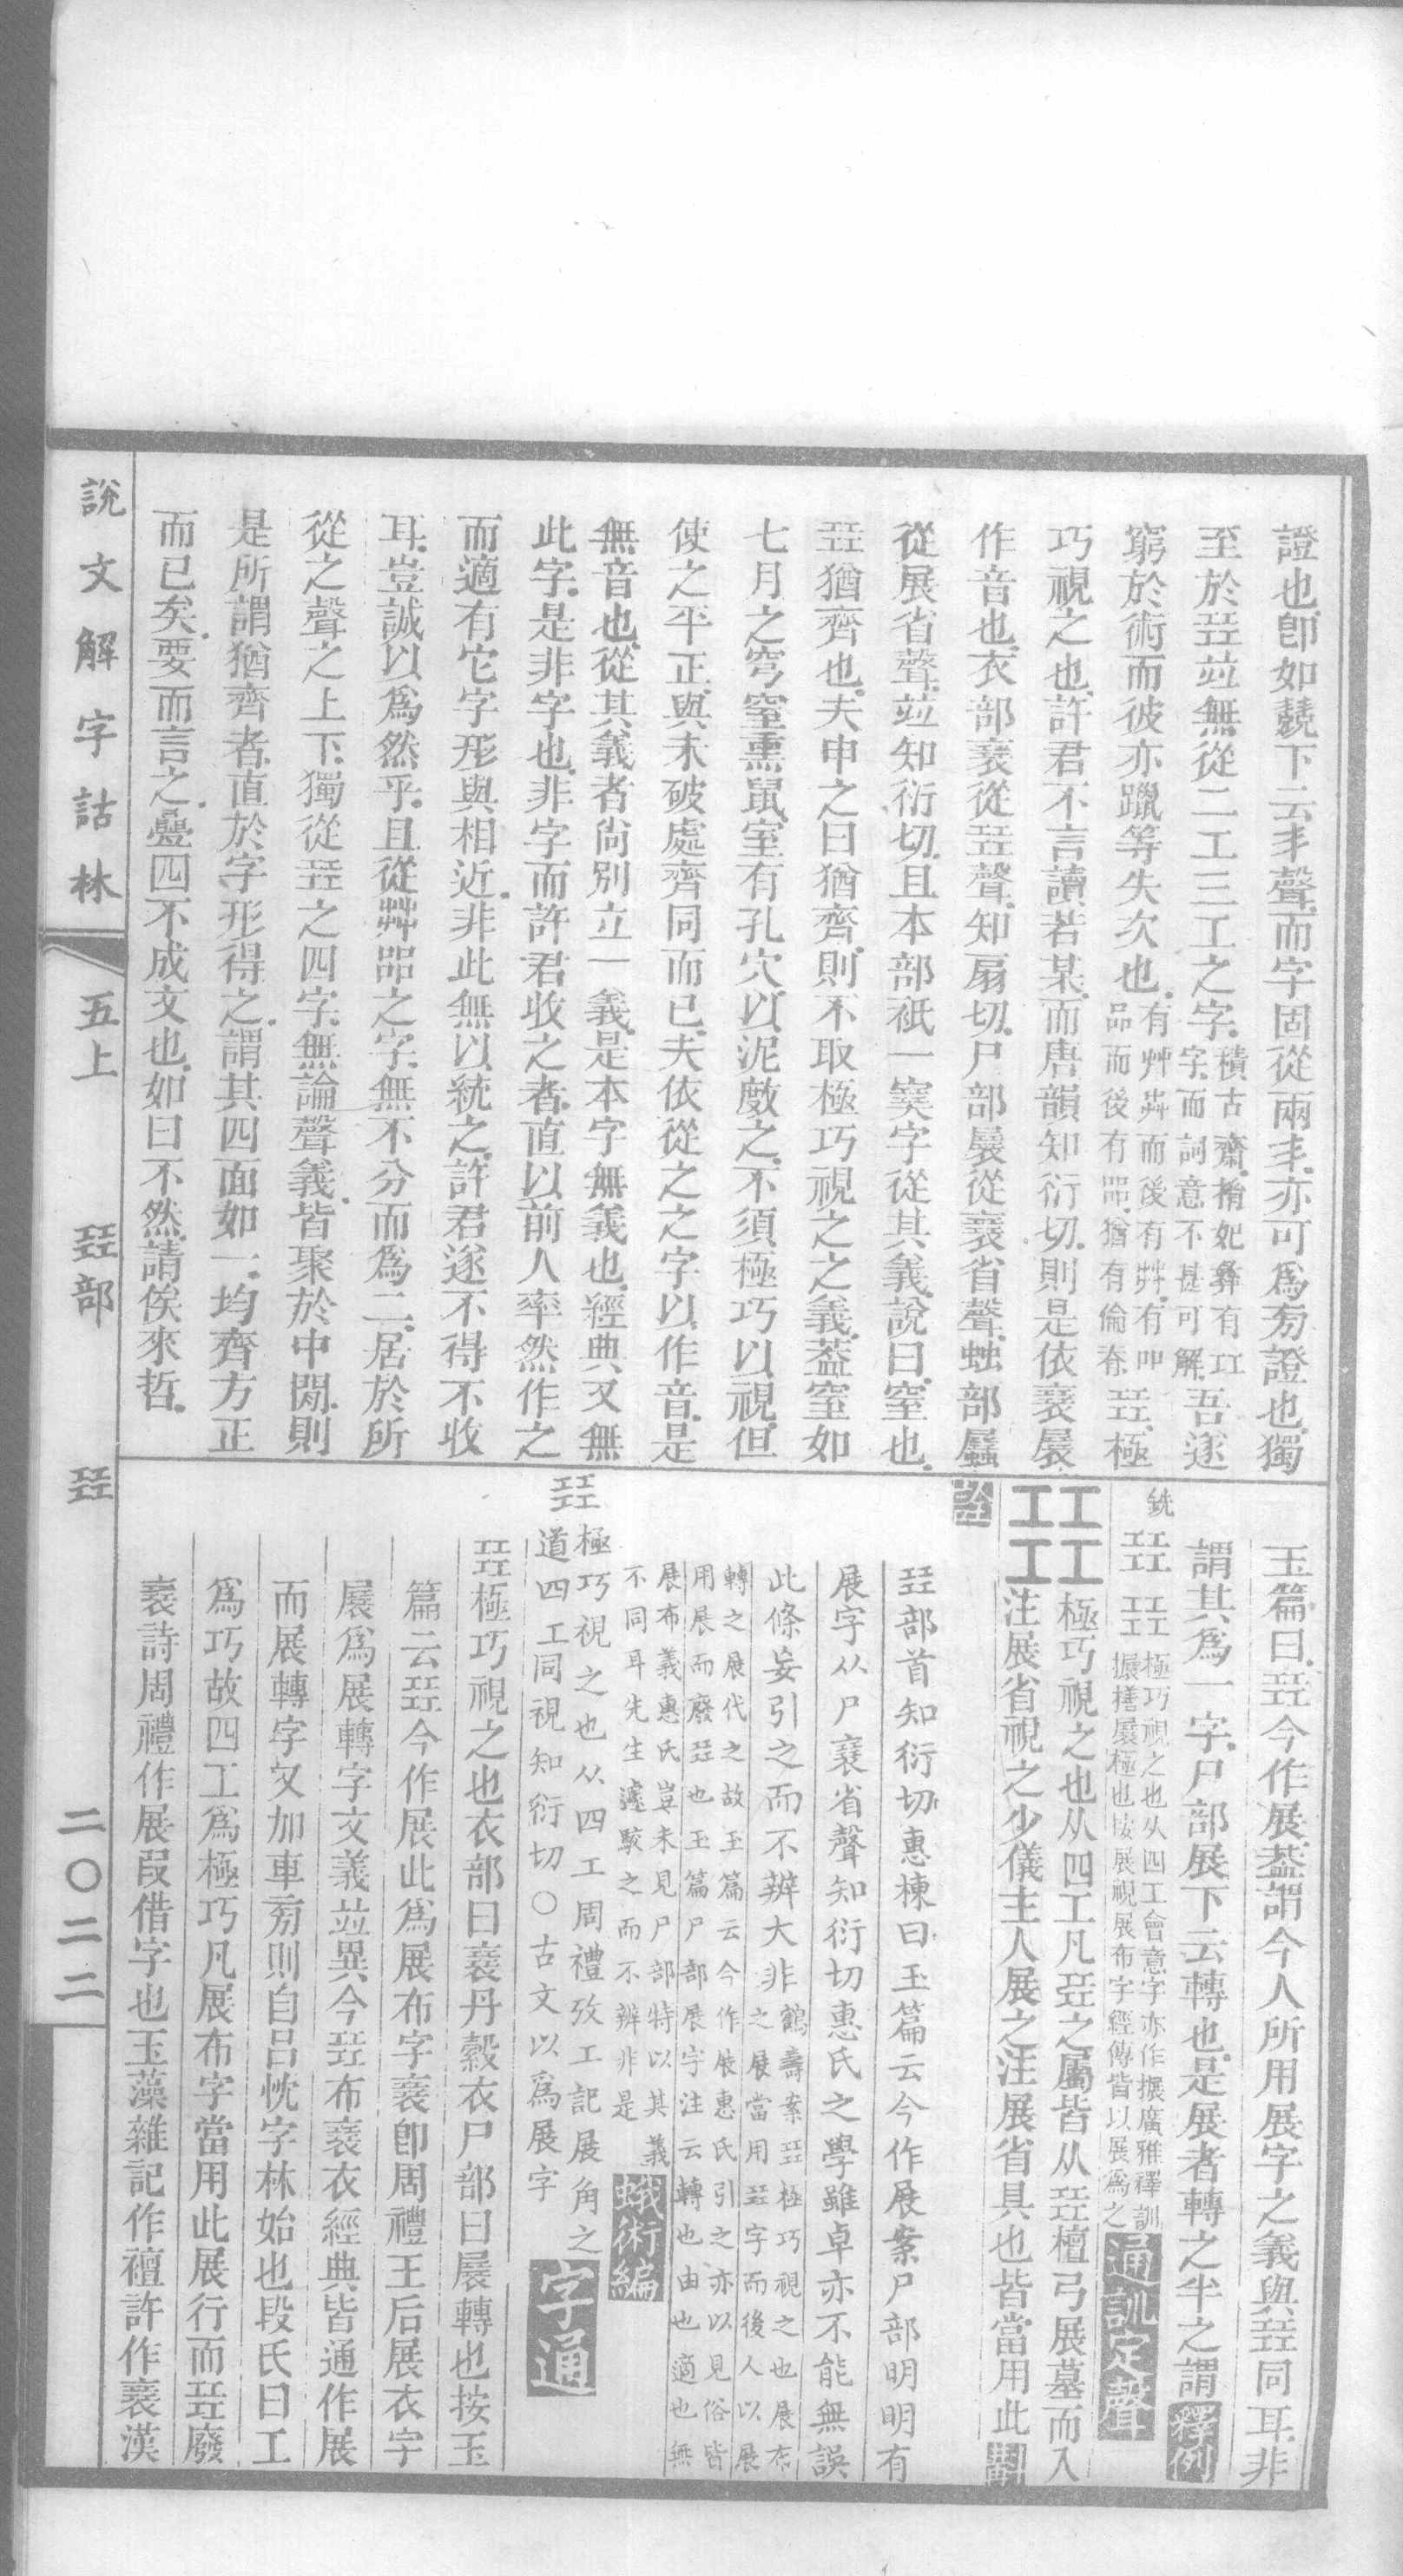 證也卽如兟下云丯聲而字固從兩丯亦可爲㫄證也獨
至於㠭竝無從二工三工之字積古齋楕妃彝有㠭
字而詞意不甚可解吾遂
窮於術而彼亦躐等失次也有艸芔而後有茻有吅
品而後有㗊猶有倫脊㠭極
巧視之也許君不言讀若某而唐韻知衍切則是依襄展
作音也衣部襄從㠭聲知扇切尸部展從襄省聲䖵部
從展省聲竝知衍切且本部祇一窫字從其義說曰窒也
㠭猶齊也夫申之曰猶齊則不取極巧視之之義葢窒如
七月之穹窒熏鼠室有孔穴以泥㪣之不須極巧以視但
使之平正與未破處齊同而已夫依從之之字以作音是
無音也從其義者尙別立一義是本字無義也經典又無
此字是非字也非字而許君收之者直以前人率然作之
而適有它字形與相近非此無以統之許君遂不得不收
耳豈誠以爲然乎且從茻㗊之字無不分而爲二居於所
從之聲之上下獨從㠭之四字無論聲義皆聚於中閒則
是所謂猶齊者直於字形得之謂其四面如一均齊方正
而已矣要而言之疊四不成文也如曰不然請俟來哲
玉篇曰㠭今作展葢謂今人所用展字之義與㠭同耳非
謂其爲一字尸部展下云轉也是展者轉之半之謂釋例
銑 㠭 㠭極巧視之也从四工會意字亦作㩍廣雅釋訓
㩍㩍展極也按展視展布字經傳皆以展爲之通訓定聲
㠭極巧視之也从四工凡㠭之屬皆从㠭檀弓展墓而入
注展省視之少儀主人展之注展省具也皆當用此
㠭部首知衍切惠棟曰玉篇云今作展案尸部明明有
展字从尸襄省聲知衍切惠氏之學雖卓亦不能無誤
此條妄引之而不辨大非鶴壽案㠭極巧視之也展布
之展當用㠭字而後人以展
轉之展代之故玉篇云今作展惠氏引之亦以見俗皆
用展而廢㠭也玉篇尸部展字注云轉也由也適也無
展布義惠氏豈未見尸部特以其義
不同耳先生遽駁之而不辨非是蛾術編
㠭極巧視之也从四工周禮攷工記展角之
道四工同視知衍切○古文以爲展字字通
㠭極巧視之也衣部曰襄丹縠衣尸部曰展轉也按玉
篇云㠭今作展此爲展布字襄卽周禮王后展衣字
展爲展轉字文義竝異今㠭布襄衣經典皆通作展
而展轉字又加車㫄則自呂忱字林始也段氏曰工
爲巧故四工爲極巧凡展布字當用此展行而㠭廢
襄詩周禮作展叚借字也玉藻雜記作襢許作襄漢
說文解字詁林 五上 㠭部 㠭 二〇二二